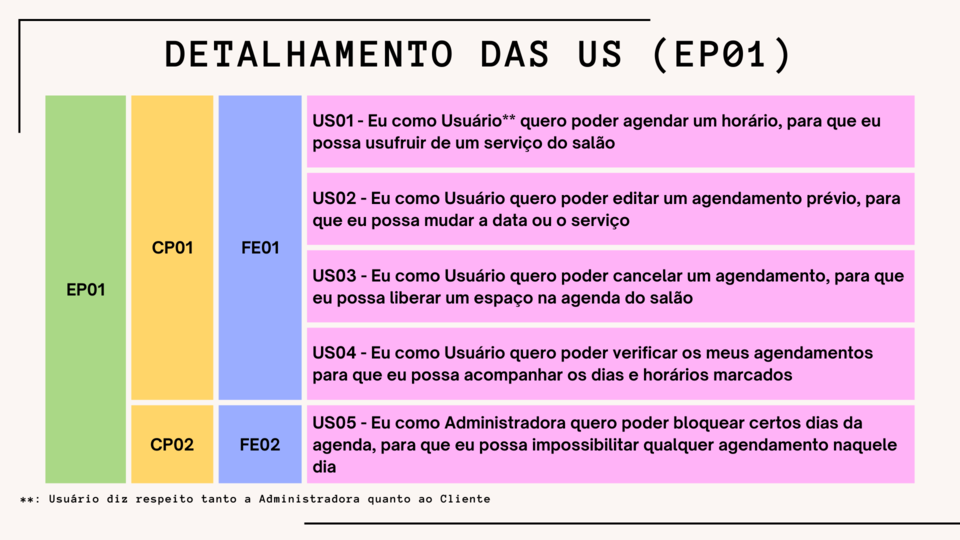 DETALHAMENTO DAS US (EP01)
EP01
CP01
FE01
US01 - Eu como Usuário** quero poder agendar um horário, para que eu
possa usufruir de um serviço do salão
US02 - Eu como Usuário quero poder editar um agendamento prévio, para
que eu possa mudar a data ou o serviço
US03 - Eu como Usuário quero poder cancelar um agendamento, para que
eu possa liberar um espaço na agenda do salão
US04 - Eu como Usuário quero poder verificar os meus agendamentos
para que eu possa acompanhar os dias e horários marcados
CP02
FE02
US05 - Eu como Administradora quero poder bloquear certos dias da
agenda, para que eu possa impossibilitar qualquer agendamento naquele
dia
**: Usuário diz respeito tanto a Administradora quanto ao Cliente